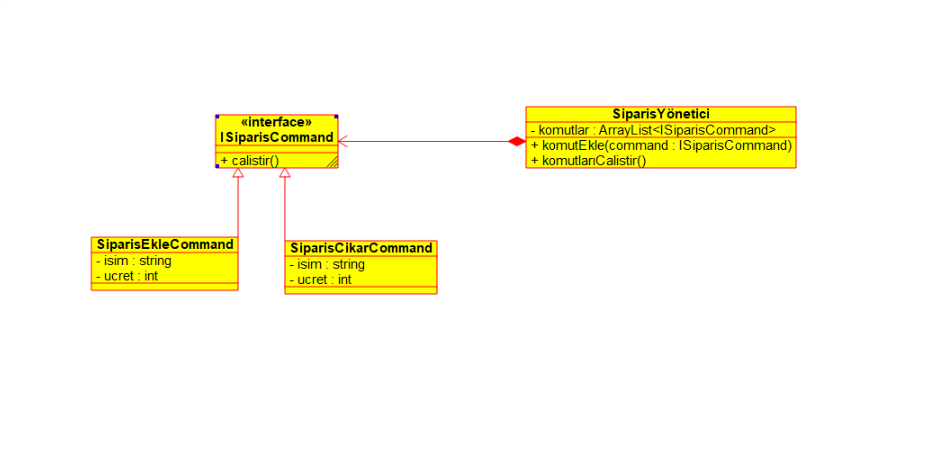 «interface»
ISiparisCommand
+ calistir()
SiparisYönetici
- komutlar : ArrayList<ISiparisCommand>
+ komutEkle(command : ISiparisCommand)
+ komutlarıCalistir()
SiparisEkleCommand
- isim : string
- ucret : int
SiparisCikarCommand
- isim : string
- ucret : int